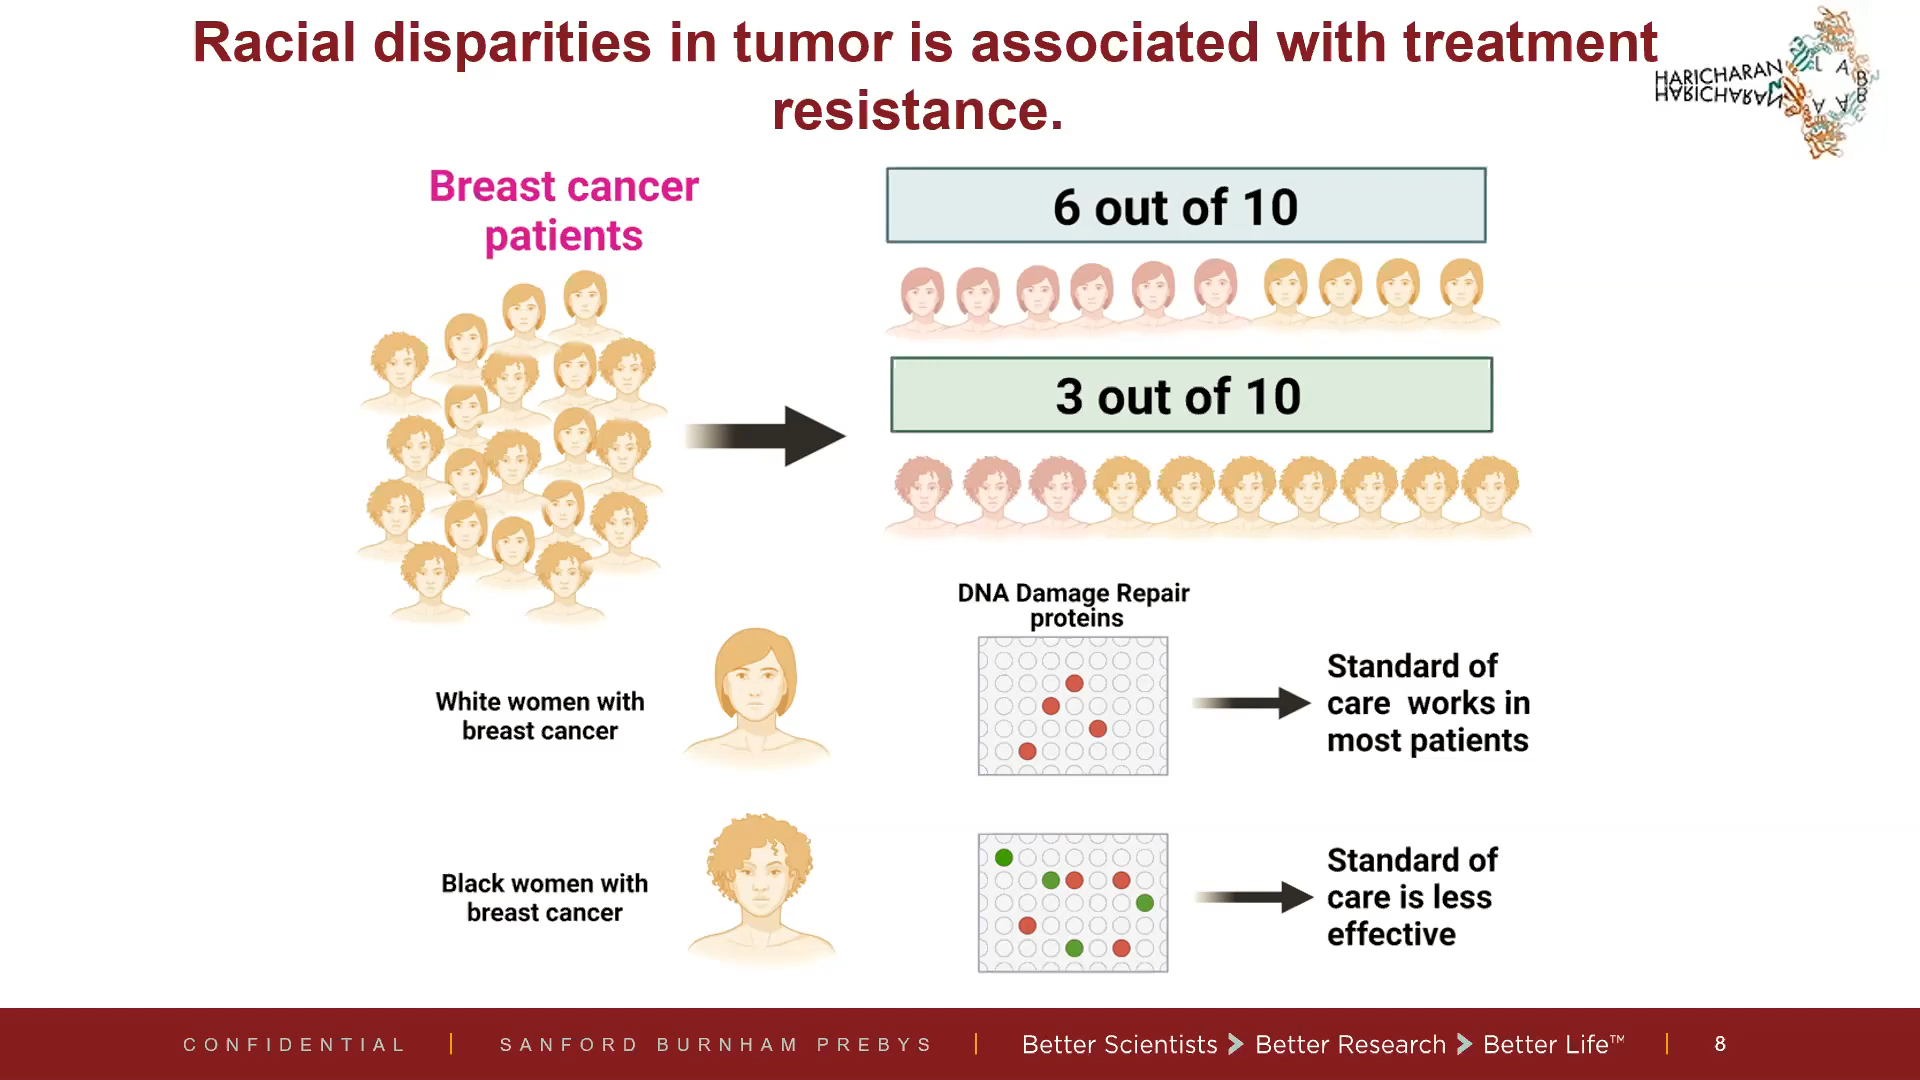 Racial disparities in tumor is associated with treatment
resistance.
HARICHARAN
HARICHARAN
L A B
B A A
Breast cancer
patients
6 out of 10
3 out of 10
DNA Damage Repair
proteins
White women with
breast cancer
Standard of
care works in
most patients
Black women with
breast cancer
Standard of
care is less
effective
CONFIDENTIAL | SANFORD BURNHAM PREBYS | Better Scientists > Better Research > Better Life™ | 8